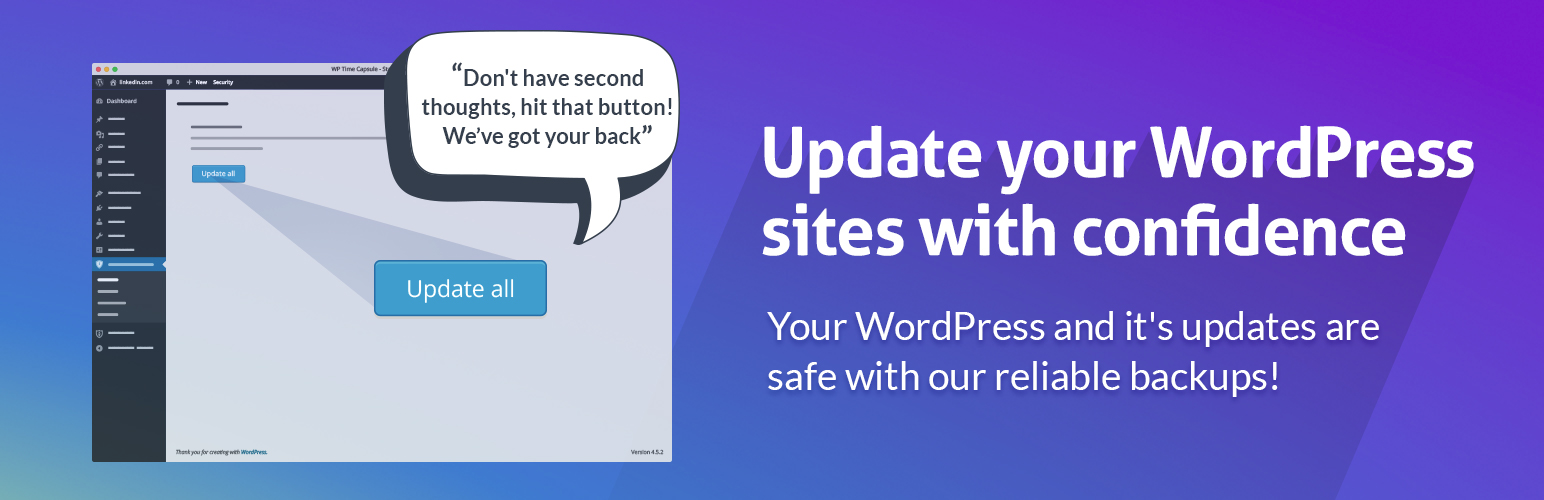 WP Time Capsule - St
linkedin.com 0 New Security
Dashboard
“Don't have second
thoughts, hit that button!
We’ve got your back”
Update all
Update all
Thank you for creating with WordPress.
Version 4.5.2
Update your WordPress
sites with confidence
Your WordPress and it's updates are
safe with our reliable backups!